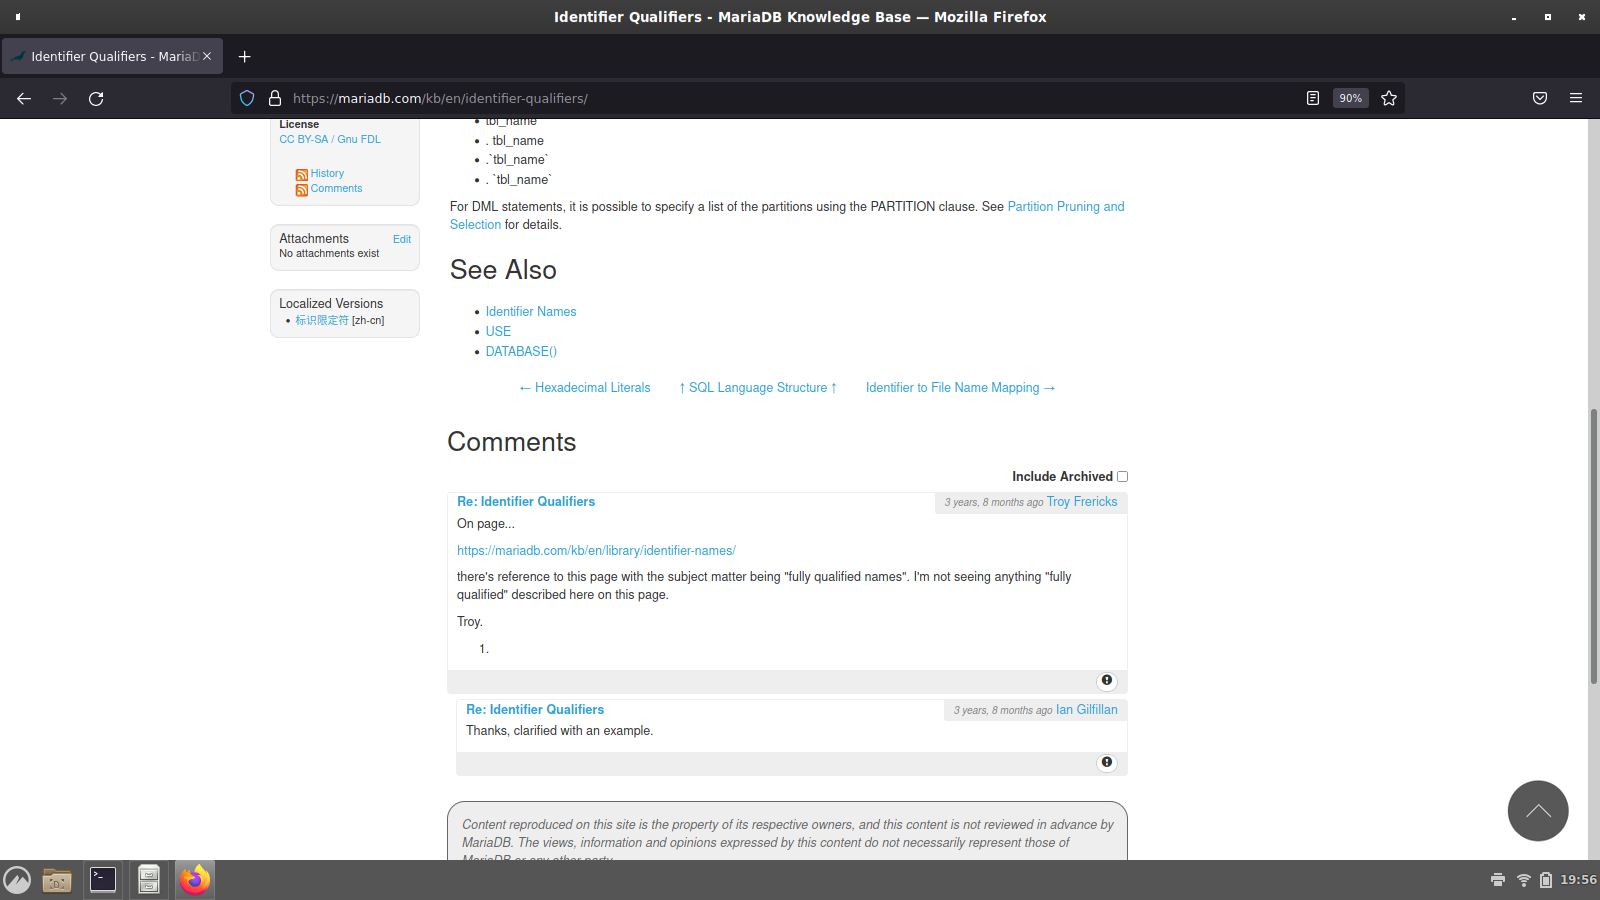 Identifier Qualifiers - MariaDB Knowledge Base — Mozilla Firefox
Identifier Qualifiers - MariaD
https://mariadb.com/kb/en/identifier-qualifiers/
90%
License
CC BY-SA / Gnu FDL
History
Comments
Attachments Edit
No attachments exist
Localized Versions
• 标识限定符 [zh-cn]
• tbl_name
• . tbl_name
• .`tbl_name`
• . `tbl_name`
For DML statements, it is possible to specify a list of the partitions using the PARTITION clause. See Partition Pruning and
Selection for details.
See Also
• Identifier Names
• USE
• DATABASE()
← Hexadecimal Literals ↑ SQL Language Structure ↑ Identifier to File Name Mapping →
Comments
Include Archived
Re: Identifier Qualifiers 3 years, 8 months ago Troy Frericks
On page...
https://mariadb.com/kb/en/library/identifier-names/
there's reference to this page with the subject matter being "fully qualified names". I'm not seeing anything "fully
qualified" described here on this page.
Troy.
1.
Re: Identifier Qualifiers 3 years, 8 months ago Ian Gilfillan
Thanks, clarified with an example.
Content reproduced on this site is the property of its respective owners, and this content is not reviewed in advance by
MariaDB. The views, information and opinions expressed by this content do not necessarily represent those of
MariaDB or any other party.
19:56